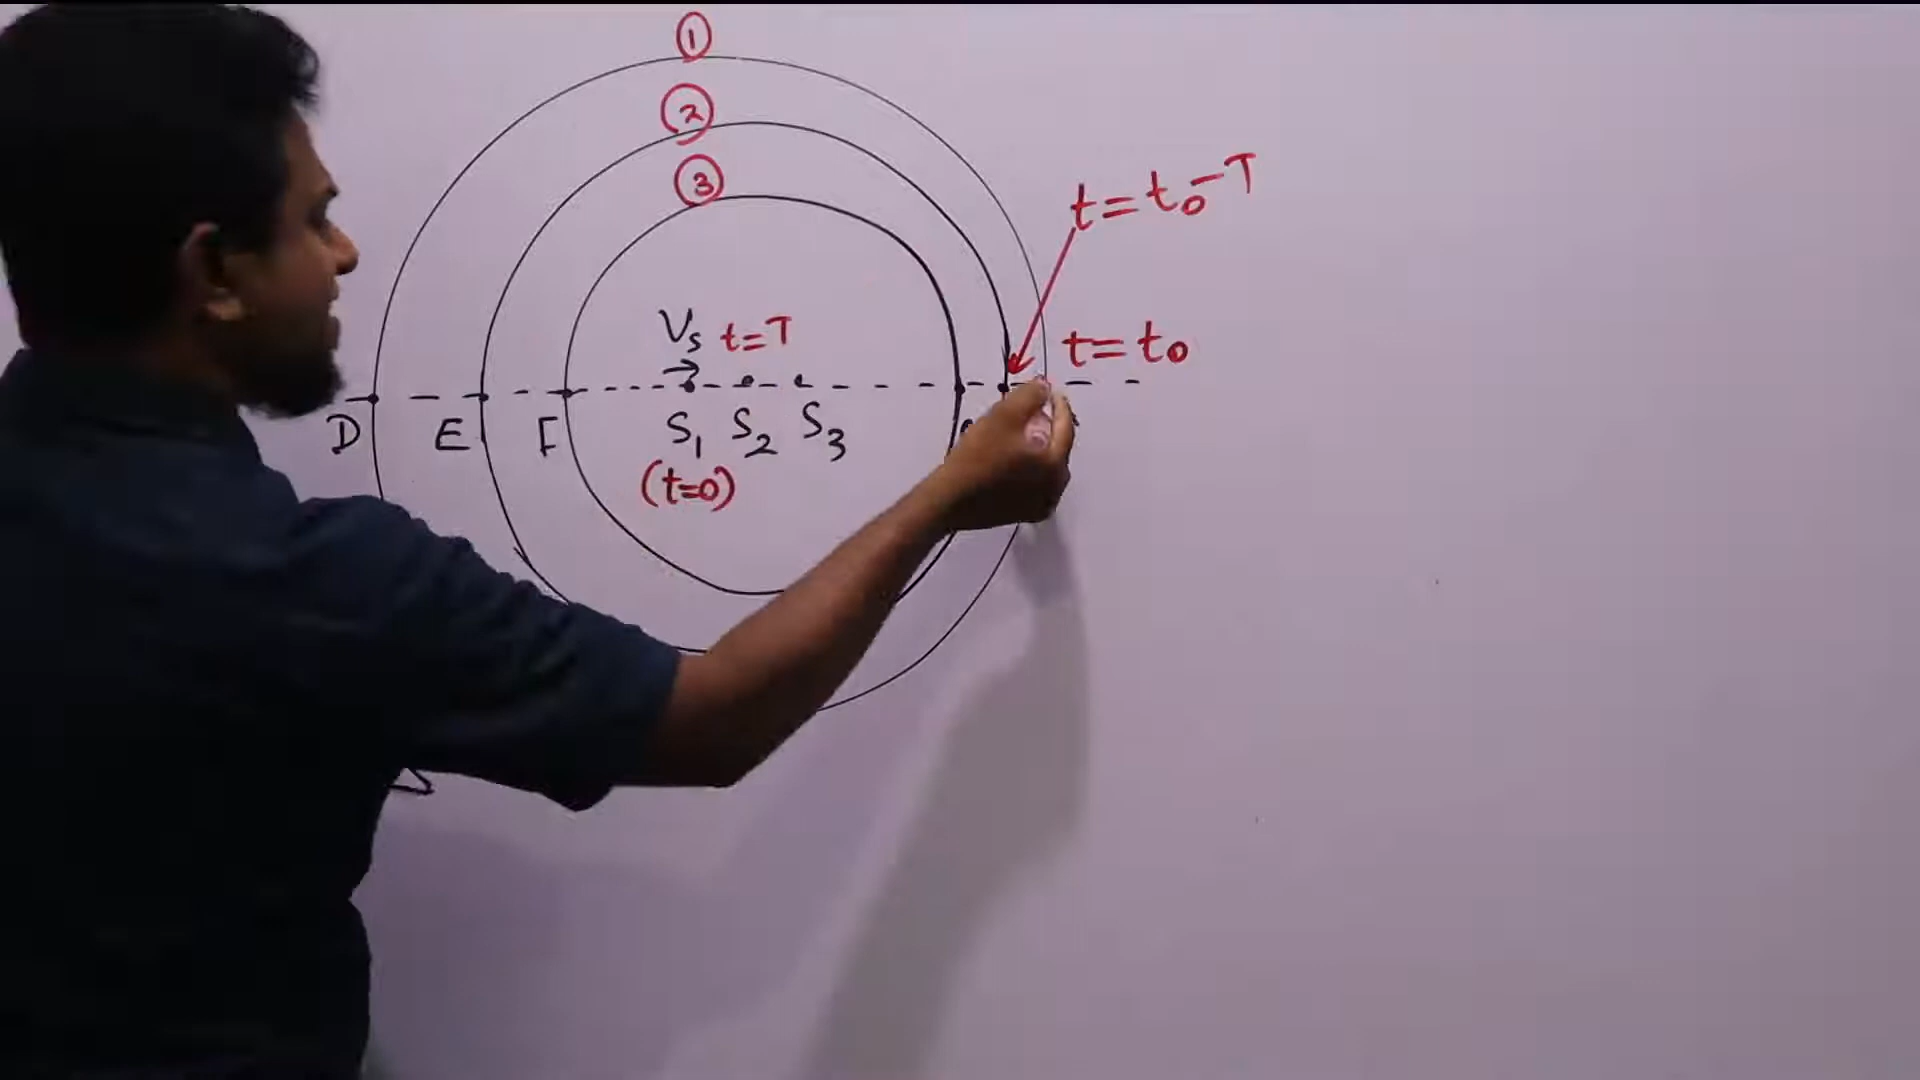 ①
②
③
t=t₀-T
Vₛ t=T
t=t₀
D E F S₁ S₂ S₃
(t=0)